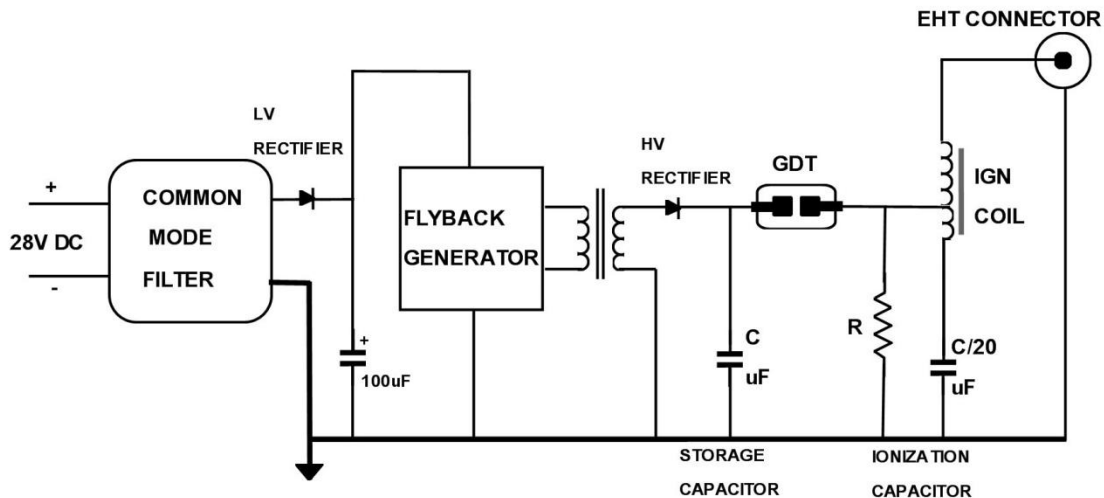 EHT CONNECTOR
LV
RECTIFIER
HV
RECTIFIER
GDT
IGN
COIL
+
28V DC
-
COMMON
MODE
FILTER
FLYBACK
GENERATOR
+
100uF
C
uF
R
C/20
uF
STORAGE
CAPACITOR
IONIZATION
CAPACITOR